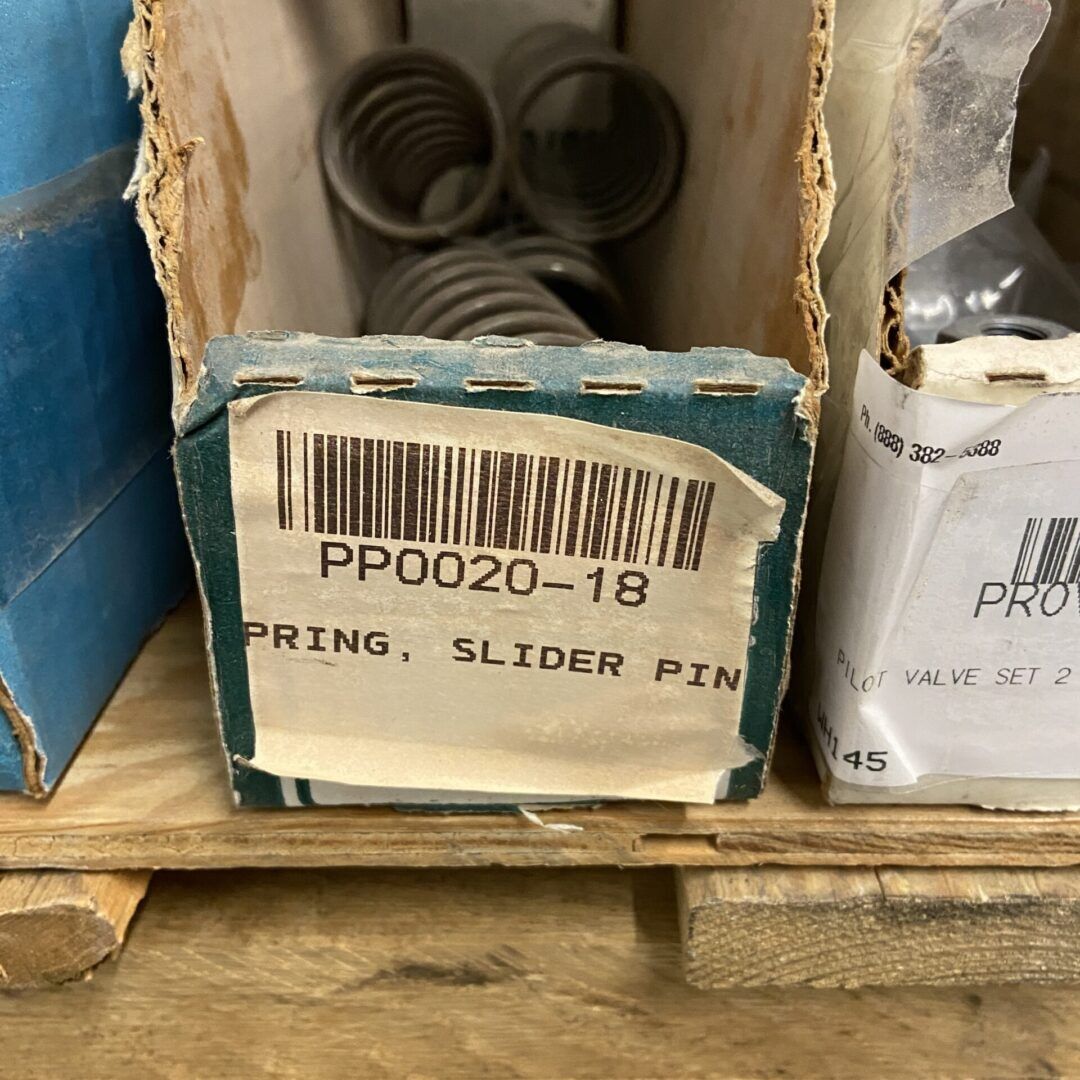 PP0020-18
PRING, SLIDER PIN
Ph. (888) 382-
PRO
PILOT VALVE SET 2
WH145